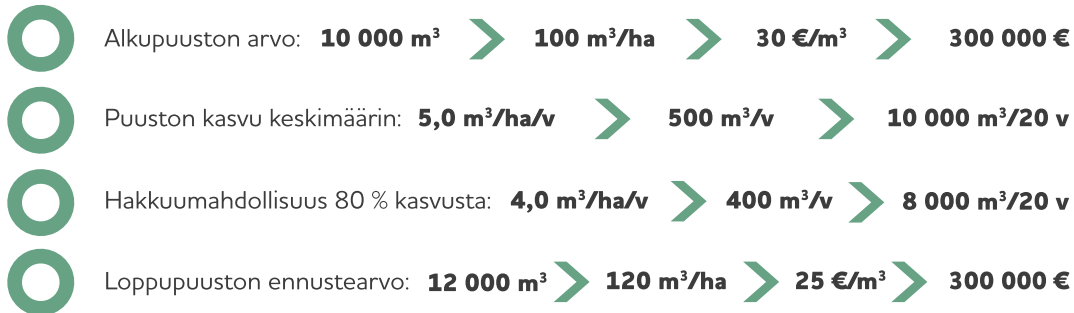 Alkupuuston arvo: 10 000 m³ 100 m³/ha 30 €/m³ 300 000 €
Puuston kasvu keskimäärin: 5,0 m³/ha/v 500 m³/v 10 000 m³/20 v
Hakkuumahdollisuus 80 % kasvusta: 4,0 m³/ha/v 400 m³/v 8 000 m³/20 v
Loppupuuston ennustearvo: 12 000 m³ 120 m³/ha 25 €/m³ 300 000 €